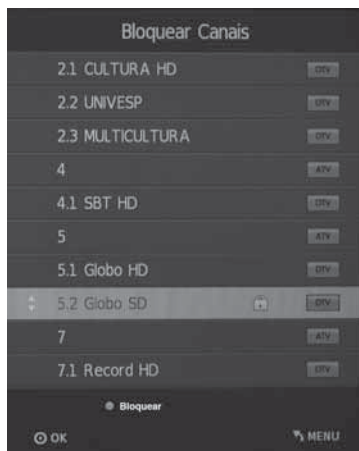 Bloquear Canais
2.1 CULTURA HD DTV
2.2 UNIVESP DTV
2.3 MULTICULTURA DTV
4 ATV
4.1 SBT HD DTV
5 ATV
5.1 Globo HD DTV
5.2 Globo SD DTV
7 ATV
7.1 Record HD DTV
Bloquear
OK MENU